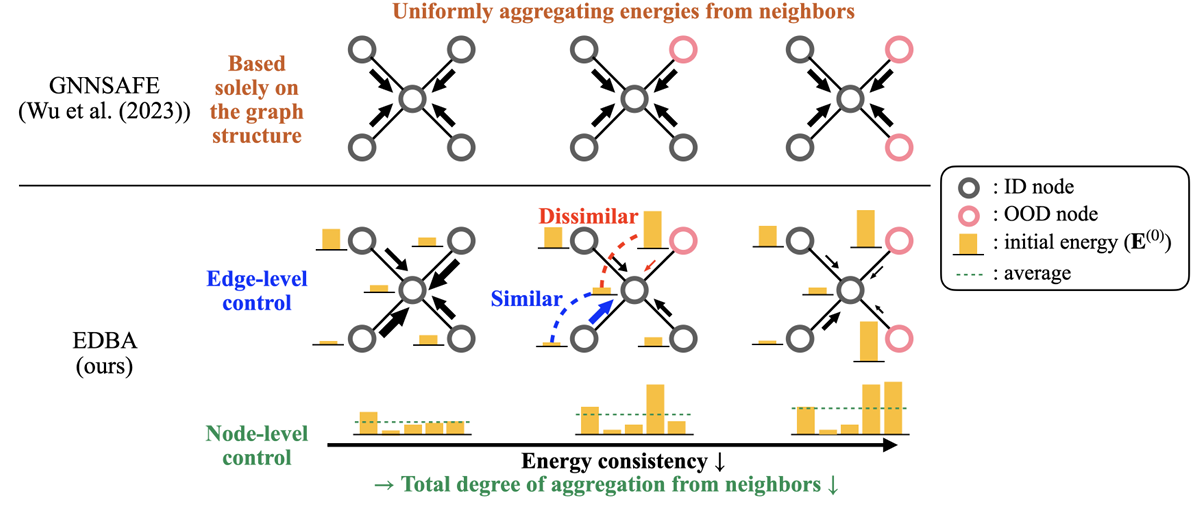 Uniformly aggregating energies from neighbors
GNNSAFE
(Wu et al. (2023))
Based
solely on
the graph
structure
: ID node
: OOD node
: initial energy (E⁽⁰⁾)
: average
Dissimilar
Edge-level
control
Similar
EDBA
(ours)
Node-level
control
Energy consistency ↓
→ Total degree of aggregation from neighbors ↓